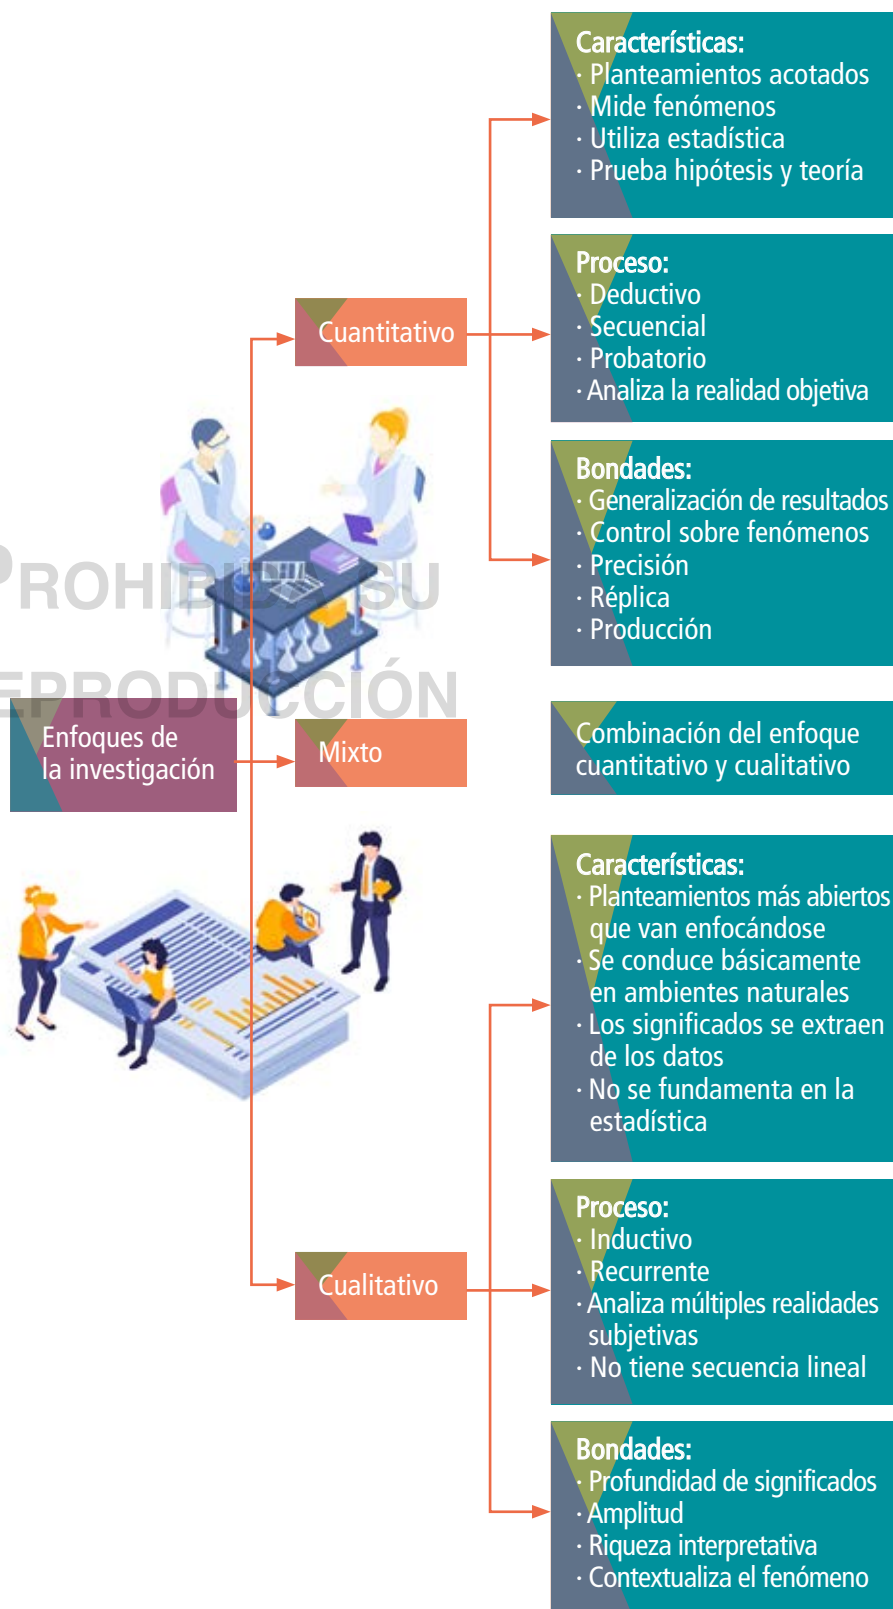 Características:
· Planteamientos acotados
· Mide fenómenos
· Utiliza estadística
· Prueba hipótesis y teoría
Proceso:
· Deductivo
· Secuencial
· Probatorio
· Analiza la realidad objetiva
Cuantitativo
Bondades:
· Generalización de resultados
· Control sobre fenómenos
· Precisión
· Réplica
· Producción
PROHIBIDA SU
EPRODUCCIÓN
Enfoques de
la investigación
Mixto
Combinación del enfoque
cuantitativo y cualitativo
Características:
· Planteamientos más abiertos
que van enfocándose
· Se conduce básicamente
en ambientes naturales
· Los significados se extraen
de los datos
· No se fundamenta en la
estadística
Cualitativo
Proceso:
· Inductivo
· Recurrente
· Analiza múltiples realidades
subjetivas
· No tiene secuencia lineal
Bondades:
· Profundidad de significados
· Amplitud
· Riqueza interpretativa
· Contextualiza el fenómeno